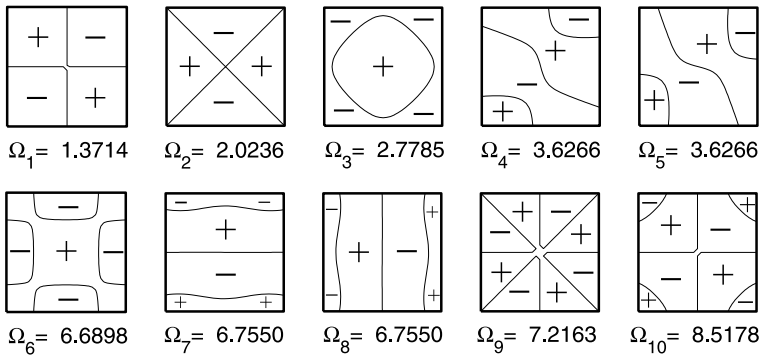 + − − + − + + − − − + − − + − + − − +
Ω1= 1.3714 Ω2= 2.0236 Ω3= 2.7785 Ω4= 3.6266 Ω5= 3.6266
− − + − − − − + − + + − + + − − + + − − + + − − + − + − + + − − + + −
Ω6= 6.6898 Ω7= 6.7550 Ω8= 6.7550 Ω9= 7.2163 Ω10= 8.5178